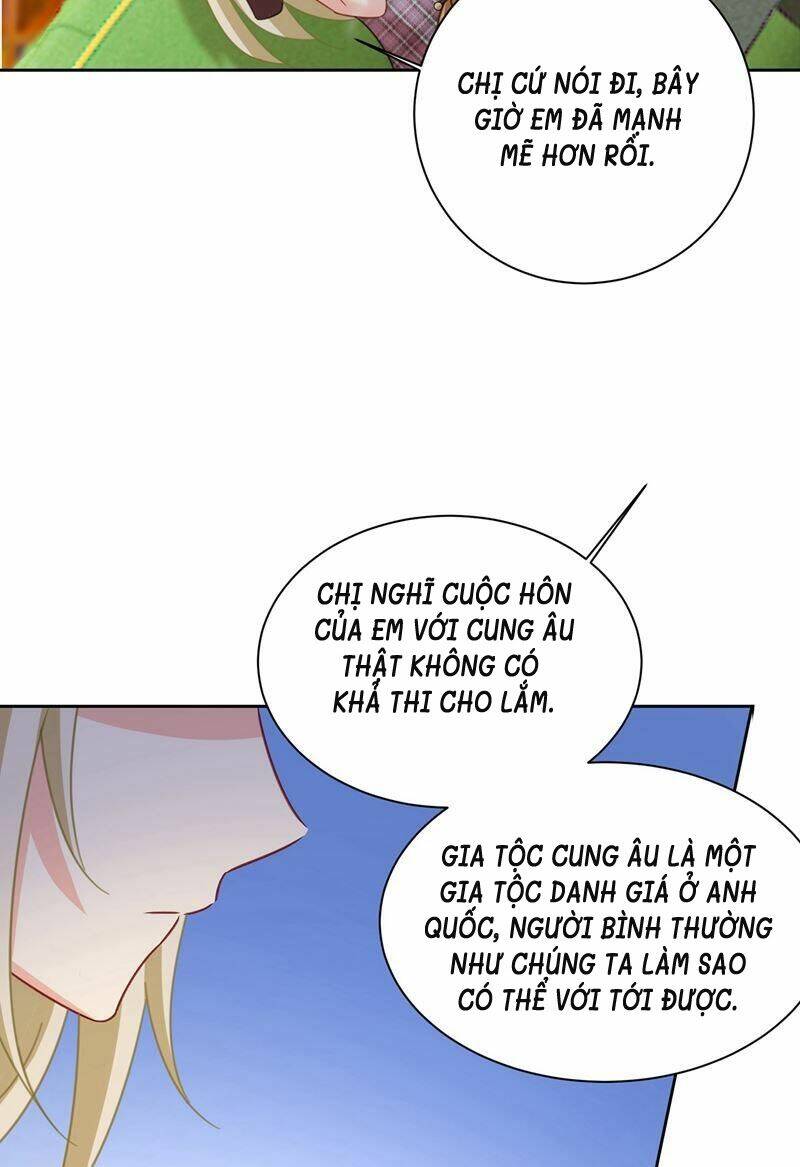 CHỊ CỨ NÓI ĐI, BÂY
GIỜ EM ĐÃ MẠNH
MẼ HƠN RỒI.
CHỊ NGHĨ CUỘC HÔN
CỦA EM VỚI CUNG ÂU
THẬT KHÔNG CÓ
KHẢ THI CHO LẮM.
GIA TỘC CUNG ÂU LÀ MỘT
GIA TỘC DANH GIÁ Ở ANH
QUỐC, NGƯỜI BÌNH THƯỜNG
NHƯ CHÚNG TA LÀM SAO
CÓ THỂ VỚI TỚI ĐƯỢC.